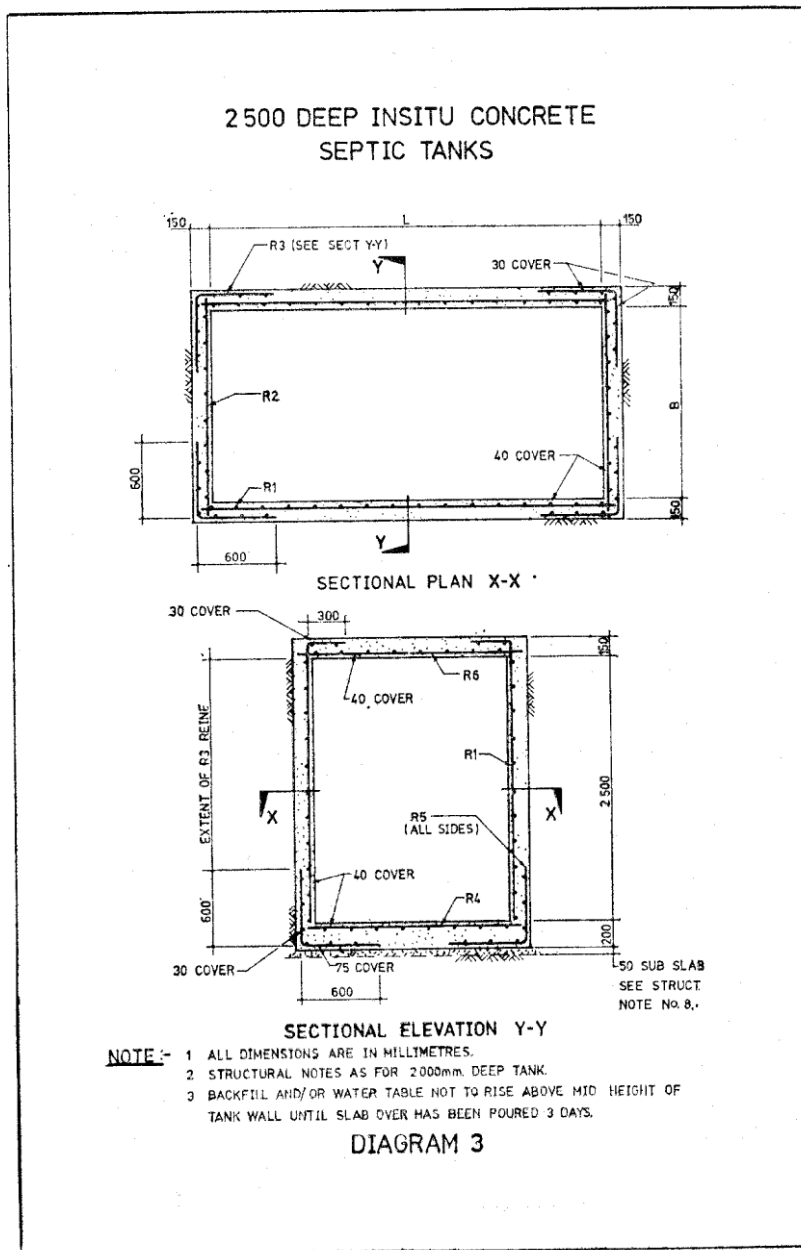 2500 DEEP INSITU CONCRETE
SEPTIC TANKS
150
L
150
R3 (SEE SECT Y-Y)
Y
30 COVER
150
R2
B
600
40 COVER
R1
150
Y
600
SECTIONAL PLAN X-X
30 COVER
300
150
R6
40 COVER
EXTENT OF R3 REINF
R1
2500
X
R5
(ALL SIDES)
X
40 COVER
600
R4
200
30 COVER
75 COVER
600
50 SUB SLAB
SEE STRUCT
NOTE No. 8.
SECTIONAL ELEVATION Y-Y
NOTE:- 1 ALL DIMENSIONS ARE IN MILLIMETRES.
2 STRUCTURAL NOTES AS FOR 2000mm. DEEP TANK.
3 BACKFILL AND/OR WATER TABLE NOT TO RISE ABOVE MID HEIGHT OF
TANK WALL UNTIL SLAB OVER HAS BEEN POURED 3 DAYS.
DIAGRAM 3